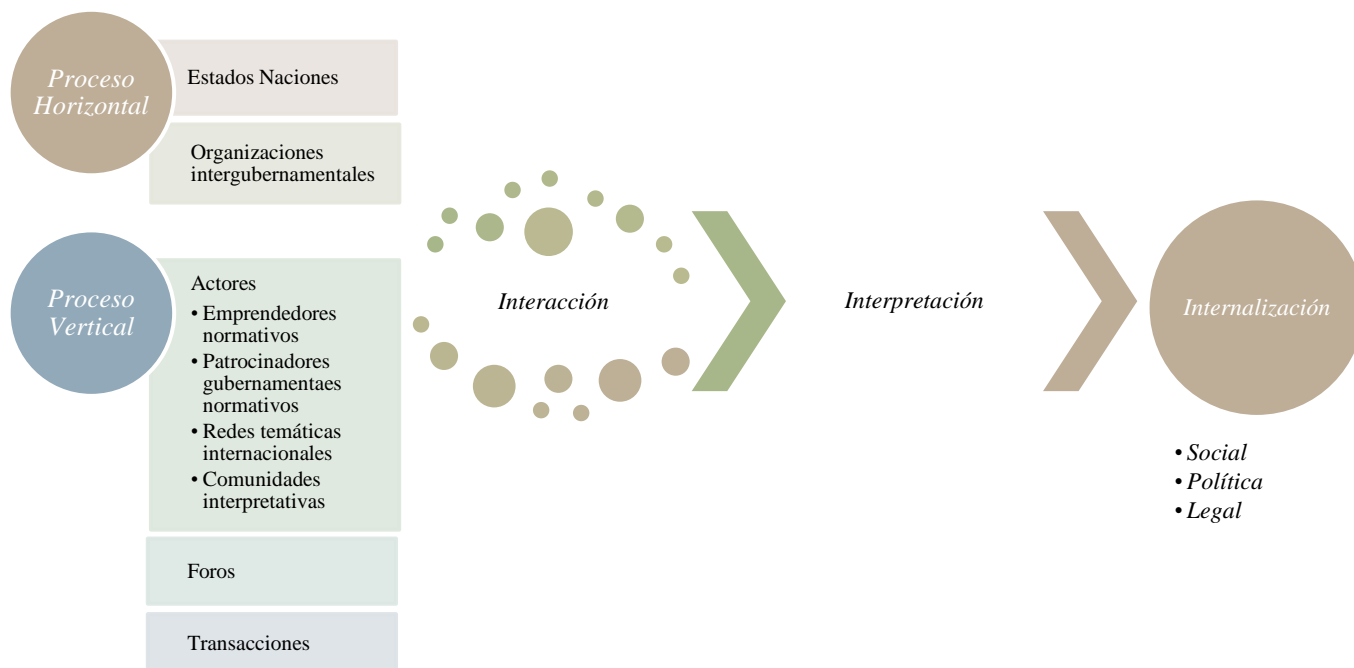 Proceso
Horizontal
Estados Naciones
Organizaciones
intergubernamentales
Proceso
Vertical
Actores
• Emprendedores
normativos
• Patrocinadores
gubernamentaes
normativos
• Redes temáticas
internacionales
• Comunidades
interpretativas
Foros
Transacciones
Interacción
Interpretación
Internalización
• Social
• Política
• Legal